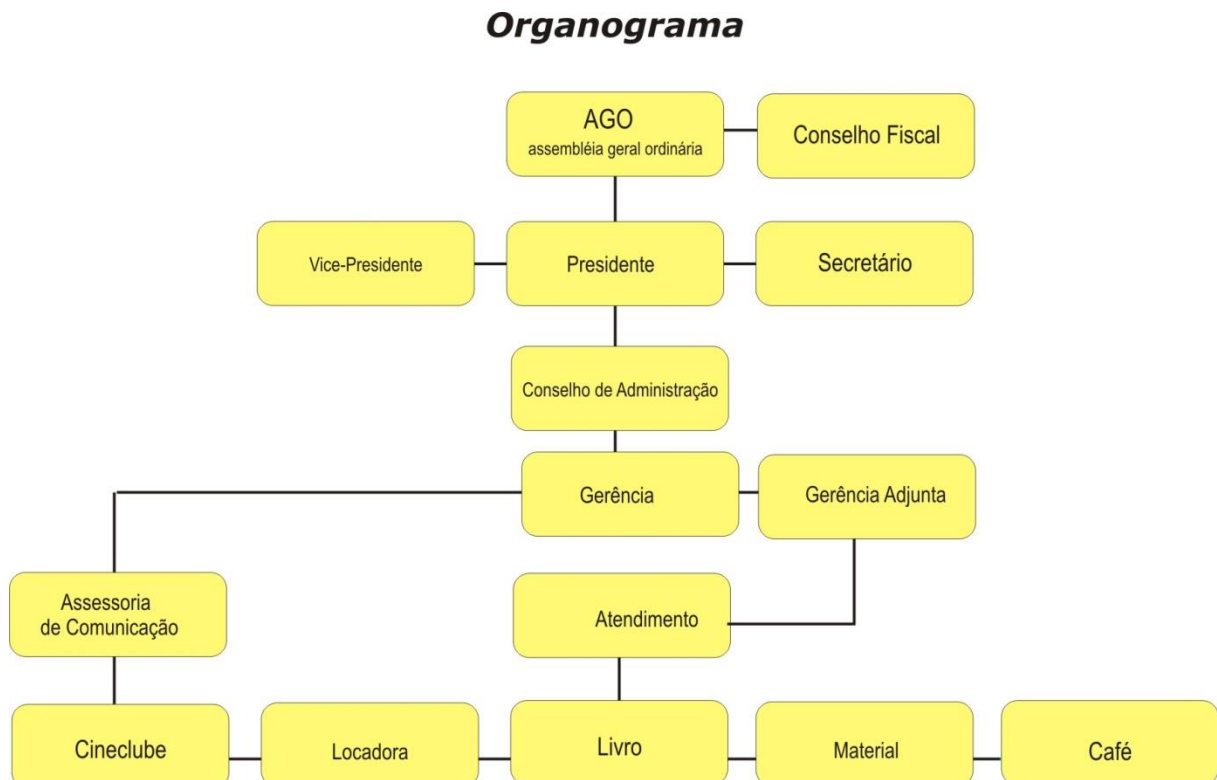 Organograma
AGO
assembléia geral ordinária
Conselho Fiscal
Vice-Presidente
Presidente
Secretário
Conselho de Administração
Gerência
Gerência Adjunta
Assessoria
de Comunicação
Atendimento
Cineclube
Locadora
Livro
Material
Café